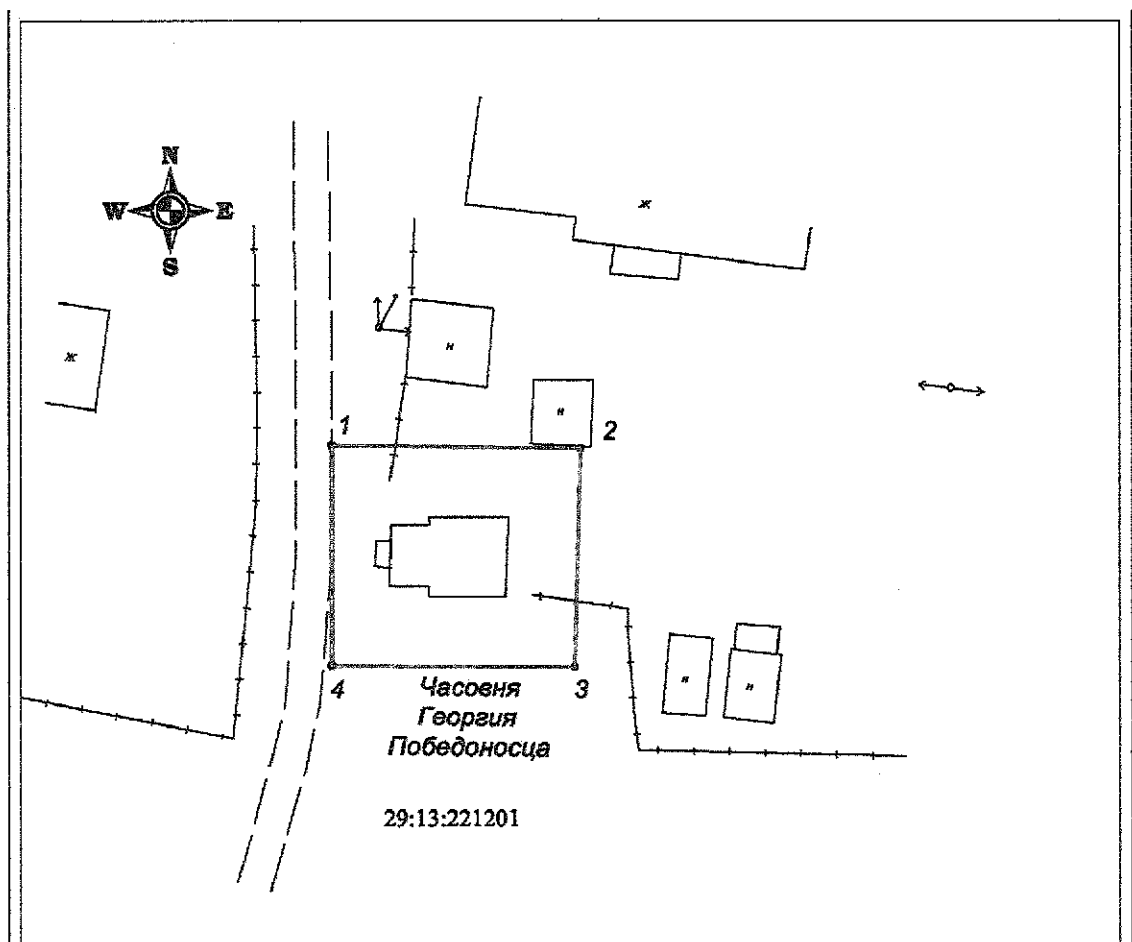 N
W E
S
ж
ж
н
н
1
2
4
3
Часовня
Георгия
Победоносца
н
н
29:13:221201